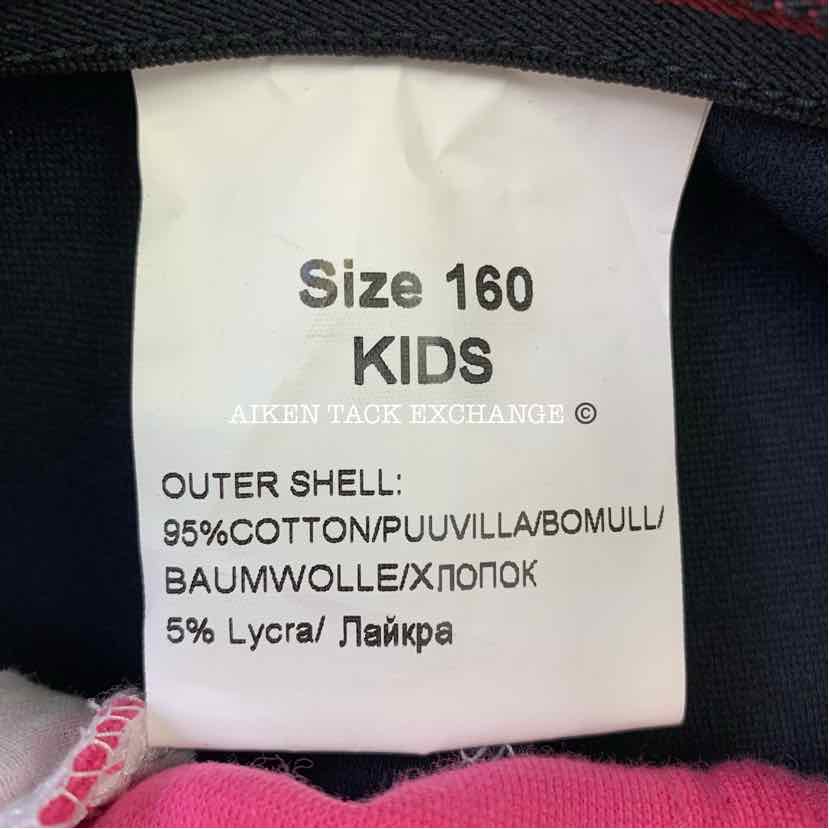 Size 160
KIDS
AIKEN TACK EXCHANGE ©
OUTER SHELL:
95%COTTON/PUUVILLA/BOMULL/
BAUMWOLLE/ХЛОПОК
5% Lycra/ Лайкра